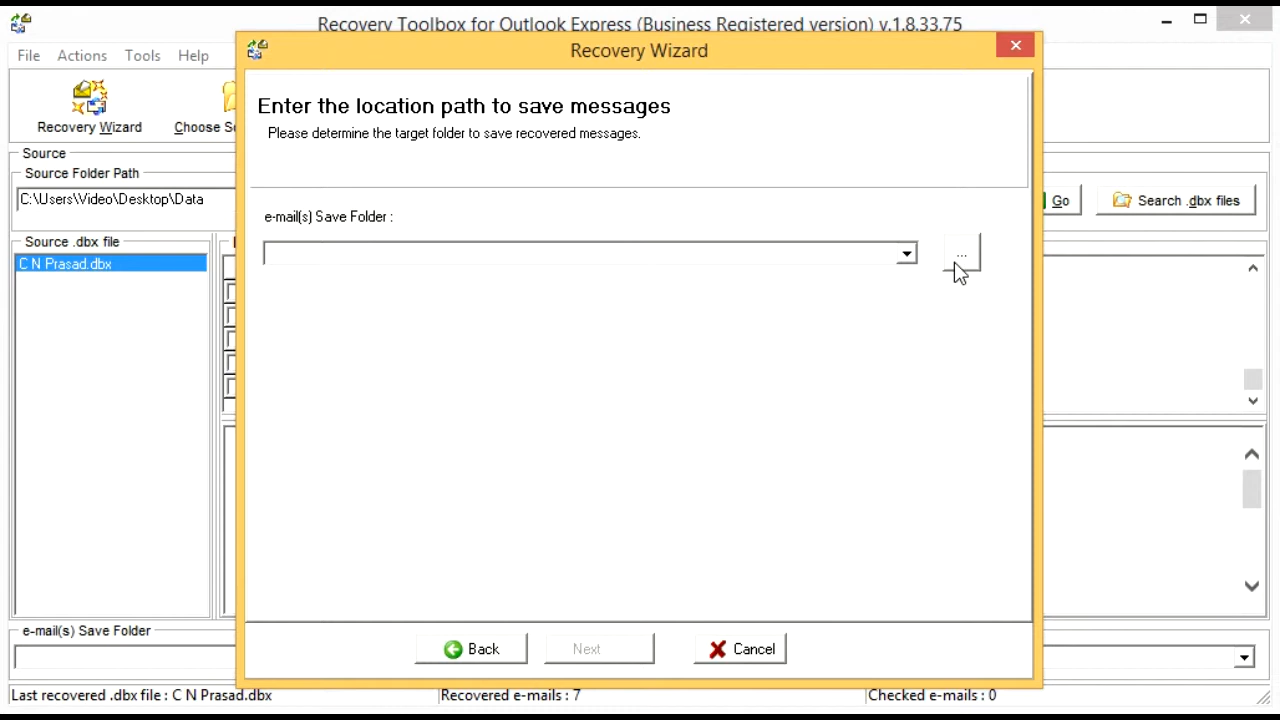 Recovery Toolbox for Outlook Express (Business Registered version) v.1.8.33.75
Recovery Wizard
File Actions Tools Help
Enter the location path to save messages
Please determine the target folder to save recovered messages.
Recovery Wizard
Choose
Source
Source Folder Path
C:\Users\Video\Desktop\Data
Go
Search .dbx files
e-mail(s) Save Folder :
...
Source .dbx file
C N Prasad.dbx
e-mail(s) Save Folder
Back
Next
Cancel
Last recovered .dbx file : C N Prasad.dbx
Recovered e-mails : 7
Checked e-mails : 0